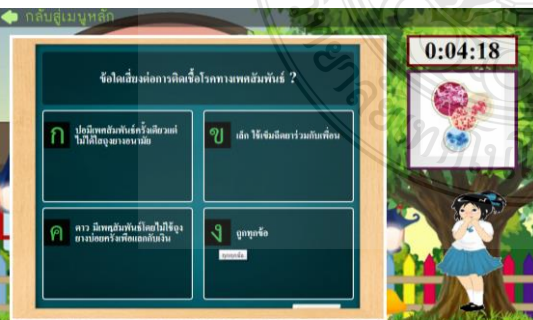 กลับสู่เมนูหลัก
0:04:18
ข้อใดเสี่ยงต่อการติดเชื้อโรคทางเพศสัมพันธ์ ?
ก
ปอมีเพศสัมพันธ์ครั้งเดียวแต่
ไม่ได้ใส่ถุงยางอนามัย
ข
เล็ก ใช้เข็มฉีดยาร่วมกับเพื่อน
ค
ดาว มีเพศสัมพันธ์โดยไม่ใช้ถุง
ยางบ่อยครั้งเพื่อแลกกับเงิน
ง
ถูกทุกข้อ
ถูกทุกข้อ